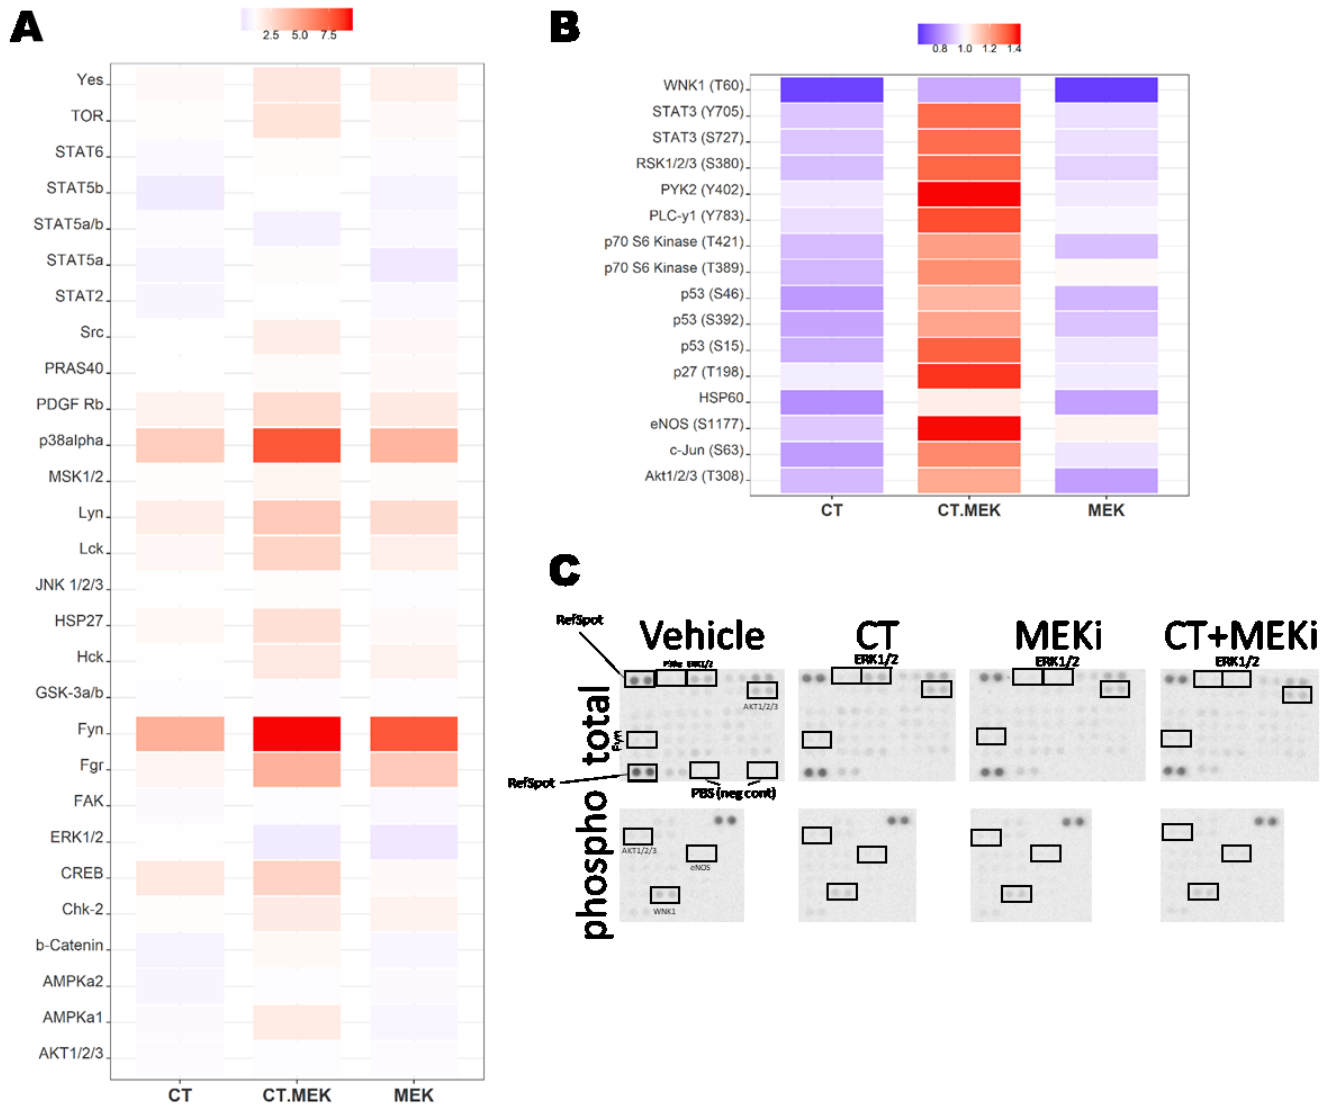 A
2.5 5.0 7.5
Yes
TOR
STAT6
STAT5b
STAT5a/b
STAT5a
STAT2
Src
PRAS40
PDGF Rb
p38alpha
MSK1/2
Lyn
Lck
JNK 1/2/3
HSP27
Hck
GSK-3a/b
Fyn
Fgr
FAK
ERK1/2
CREB
Chk-2
b-Catenin
AMPKa2
AMPKa1
AKT1/2/3
CT CT.MEK MEK
B
0.8 1.0 1.2 1.4
WNK1 (T60)
STAT3 (Y705)
STAT3 (S727)
RSK1/2/3 (S380)
PYK2 (Y402)
PLC-y1 (Y783)
p70 S6 Kinase (T421)
p70 S6 Kinase (T389)
p53 (S46)
p53 (S392)
p53 (S15)
p27 (T198)
HSP60
eNOS (S1177)
c-Jun (S63)
Akt1/2/3 (T308)
CT CT.MEK MEK
C
RefSpot
Vehicle CT MEKi CT+MEKi
ERK1/2 ERK1/2 ERK1/2 ERK1/2
AKT1/2/3
Fyn
RefSpot
PBS (neg cont)
phospho total
AKT1/2/3
eNOS
WNK1